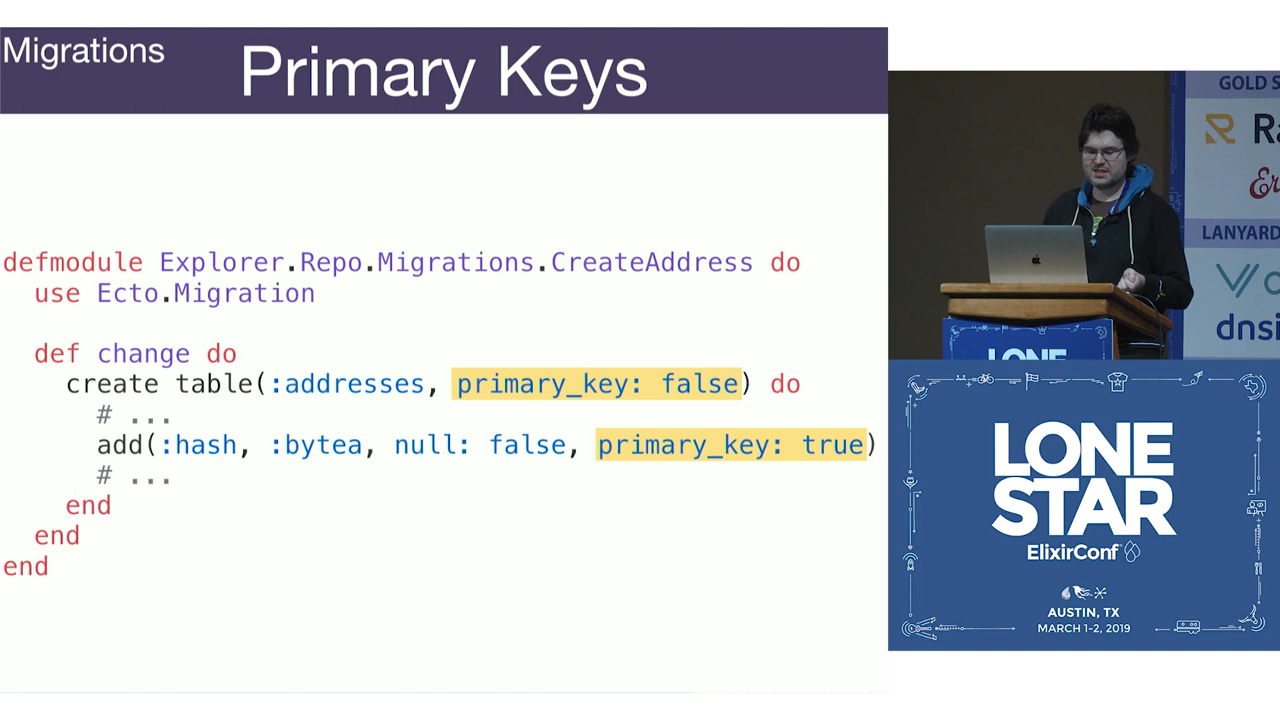 Migrations
Primary Keys
defmodule Explorer.Repo.Migrations.CreateAddress do
  use Ecto.Migration
  def change do
    create table(:addresses, primary_key: false) do
      # ...
      add(:hash, :bytea, null: false, primary_key: true)
      # ...
    end
  end
end
GOLD S
LANYARD
dnsi
LONE
LONE
STAR
ElixirConf
AUSTIN, TX
MARCH 1-2, 2019